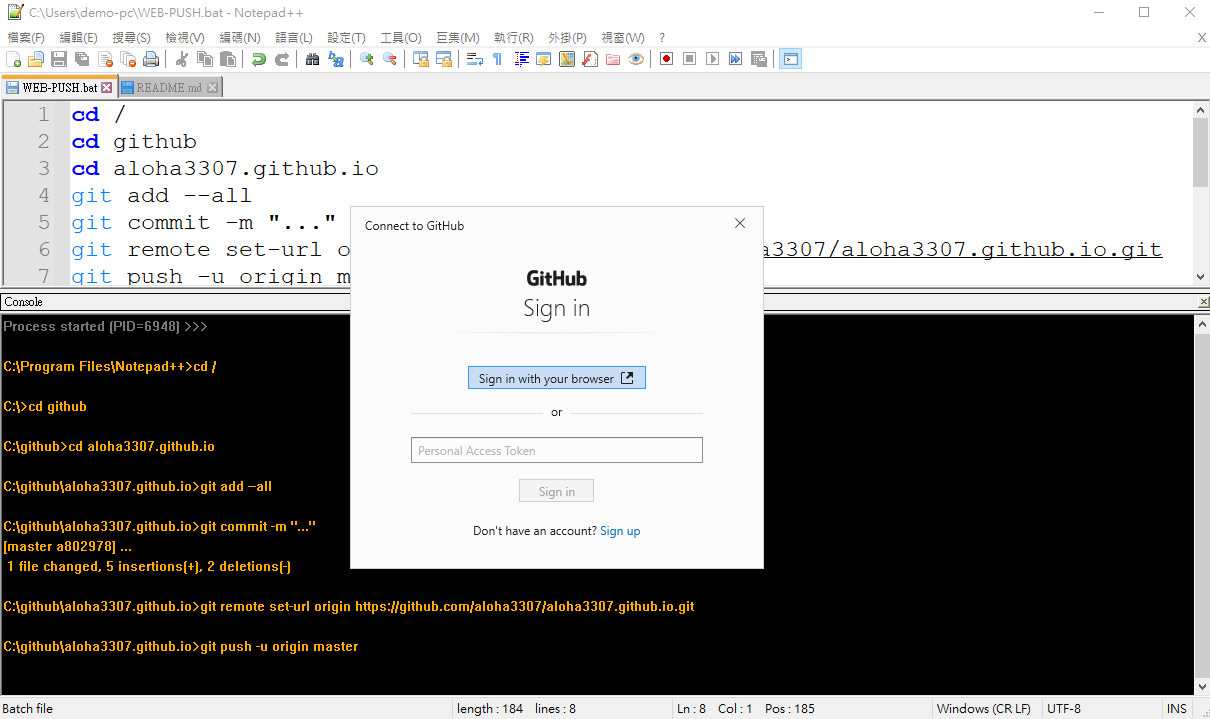 C:\Users\demo-pc\WEB-PUSH.bat - Notepad++
檔案(F) 編輯(E) 搜尋(S) 檢視(V) 編碼(N) 語言(L) 設定(T) 工具(O) 巨集(M) 執行(R) 外掛(P) 視窗(W) ? X
WEB-PUSH.bat README.md
1 cd /
2 cd github
3 cd aloha3307.github.io
4 git add --all
5 git commit -m "..."
6 git remote set-url o a3307/aloha3307.github.io.git
7 git push -u origin m
Connect to GitHub
GitHub
Sign in
Sign in with your browser
or
Personal Access Token
Sign in
Don't have an account? Sign up
Console
Process started (PID=6948) >>>
C:\Program Files\Notepad++>cd /
C:\>cd github
C:\github>cd aloha3307.github.io
C:\github\aloha3307.github.io>git add --all
C:\github\aloha3307.github.io>git commit -m "..."
[master a802978] ...
1 file changed, 5 insertions(+), 2 deletions(-)
C:\github\aloha3307.github.io>git remote set-url origin https://github.com/aloha3307/aloha3307.github.io.git
C:\github\aloha3307.github.io>git push -u origin master
Batch file length : 184 lines : 8 Ln : 8 Col : 1 Pos : 185 Windows (CR LF) UTF-8 INS